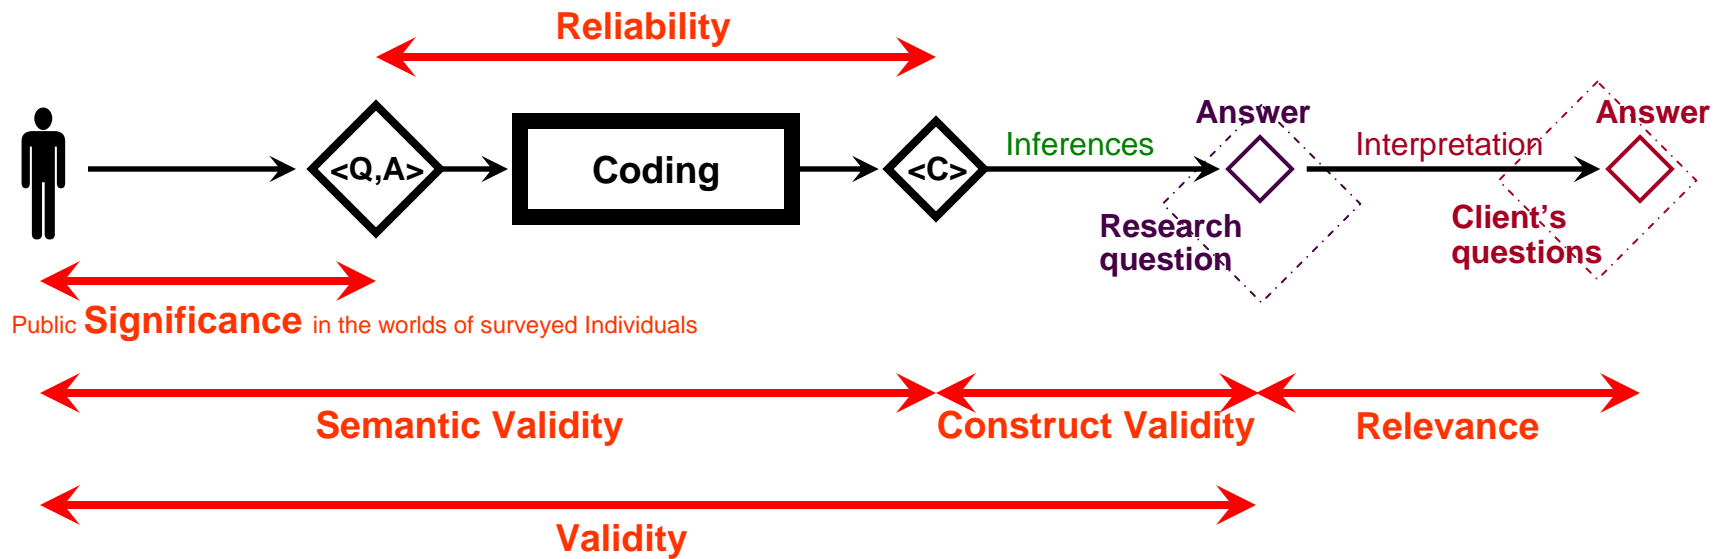 Reliability
<Q,A>
Coding
<C>
Inferences
Answer
Research
question
Interpretation
Answer
Client's
questions
Public Significance in the worlds of surveyed Individuals
Semantic Validity
Construct Validity
Relevance
Validity